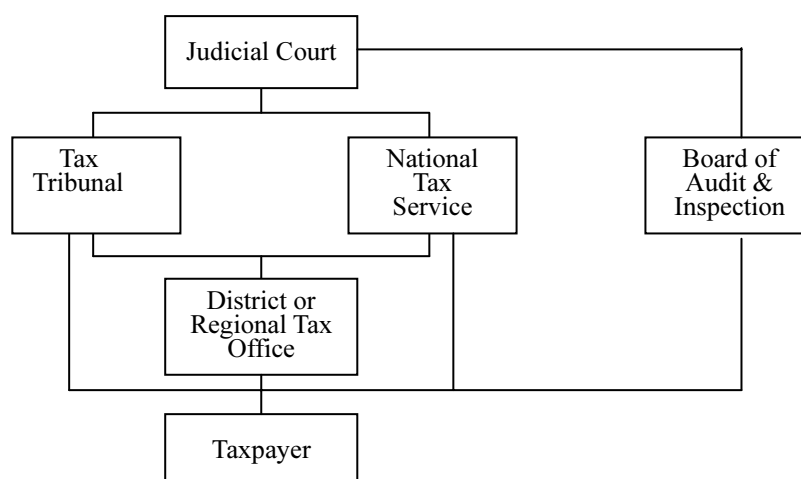 Judicial Court
Tax
Tribunal
National
Tax
Service
Board of
Audit &
Inspection
District or
Regional Tax
Office
Taxpayer